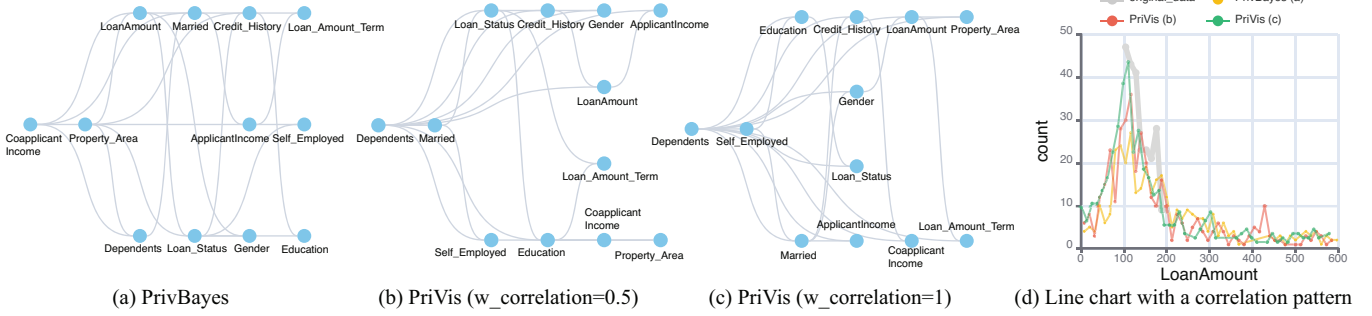 LoanAmount Married Credit_History Loan_Amount_Term
Coapplicant
Income
Property_Area
ApplicantIncome Self_Employed
Dependents Loan_Status Gender Education
(a) PrivBayes
Loan_Status Credit_History Gender ApplicantIncome
LoanAmount
Dependents Married
Loan_Amount_Term
Coapplicant
Income
Self_Employed Education Property_Area
(b) PriVis (w_correlation=0.5)
Education Credit_History LoanAmount Property_Area
Gender
Dependents Self_Employed
Loan_Status
ApplicantIncome Loan_Amount_Term
Married Coapplicant
Income
(c) PriVis (w_correlation=1)
original_data PrivBayes (a)
PriVis (b) PriVis (c)
50
40
30
20
10
0
count
0 100 200 300 400 500 600
LoanAmount
(d) Line chart with a correlation pattern